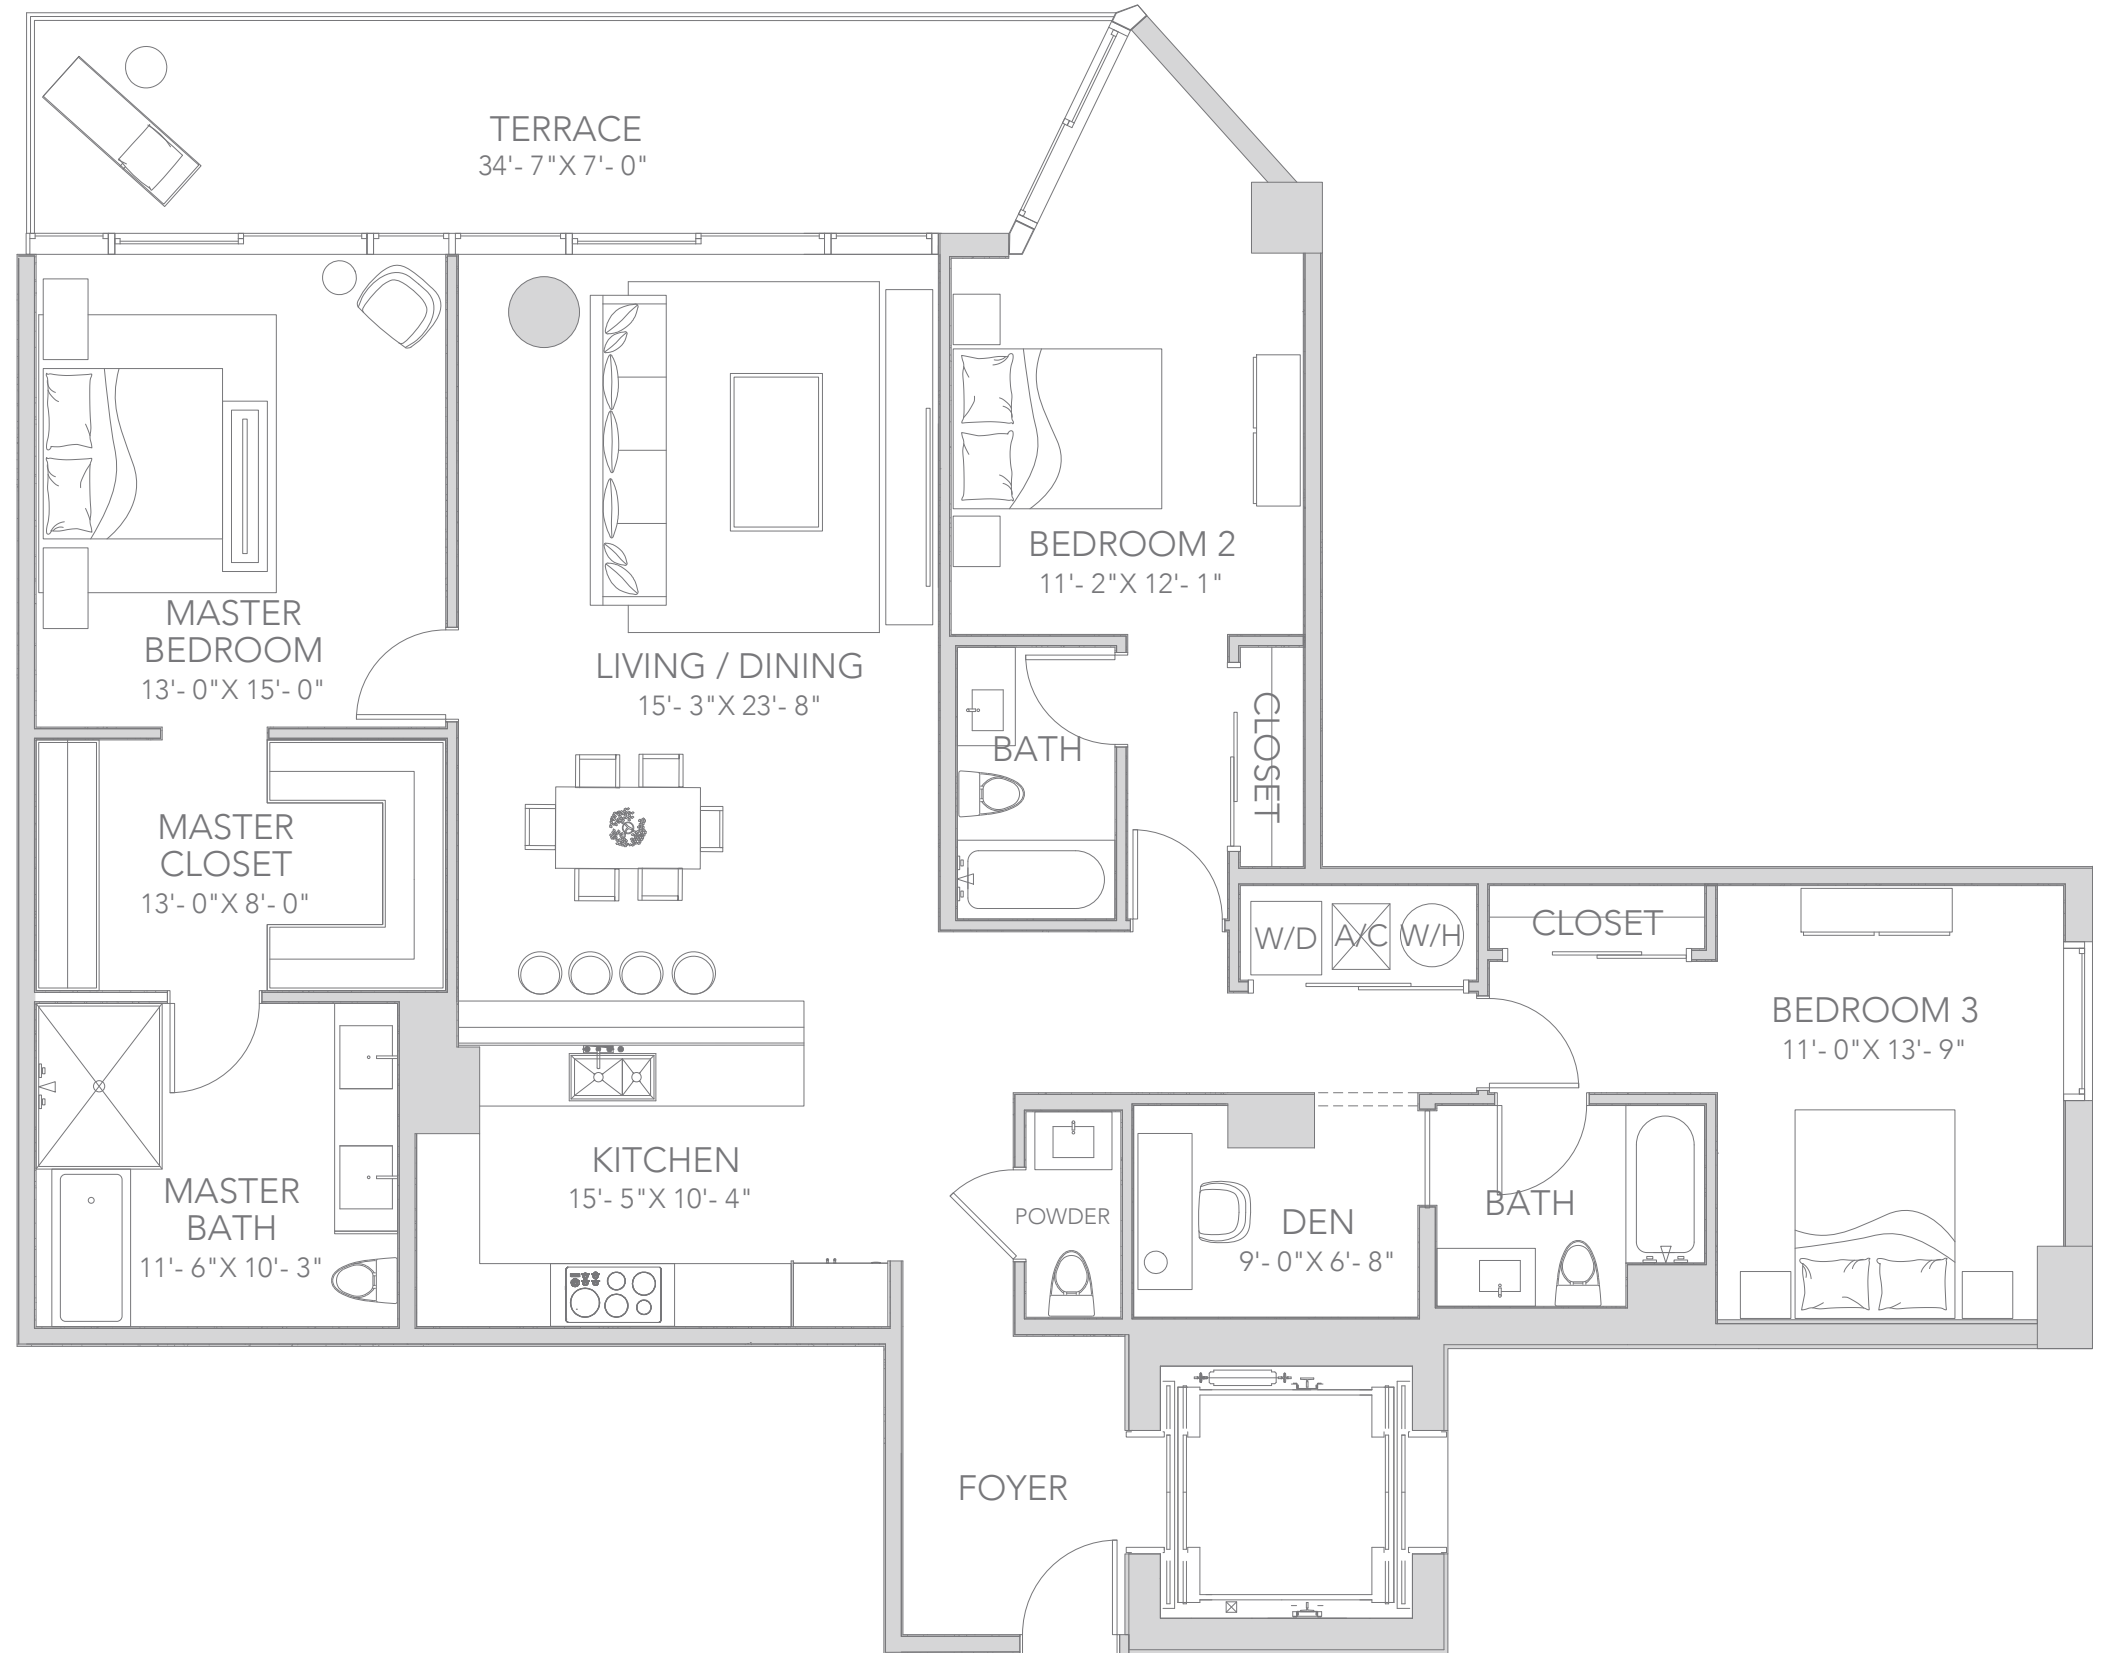 TERRACE
34'- 7"X 7'- 0"
BEDROOM 2
11'- 2"X 12'- 1"
MASTER
BEDROOM
13'- 0"X 15'- 0"
LIVING / DINING
15'- 3"X 23'- 8"
BATH
CLOSET
MASTER
CLOSET
13'- 0"X 8'- 0"
W/D
A/C
W/H
CLOSET
BEDROOM 3
11'- 0"X 13'- 9"
KITCHEN
15'- 5"X 10'- 4"
MASTER
BATH
11'- 6"X 10'- 3"
POWDER
DEN
9'- 0"X 6'- 8"
BATH
FOYER